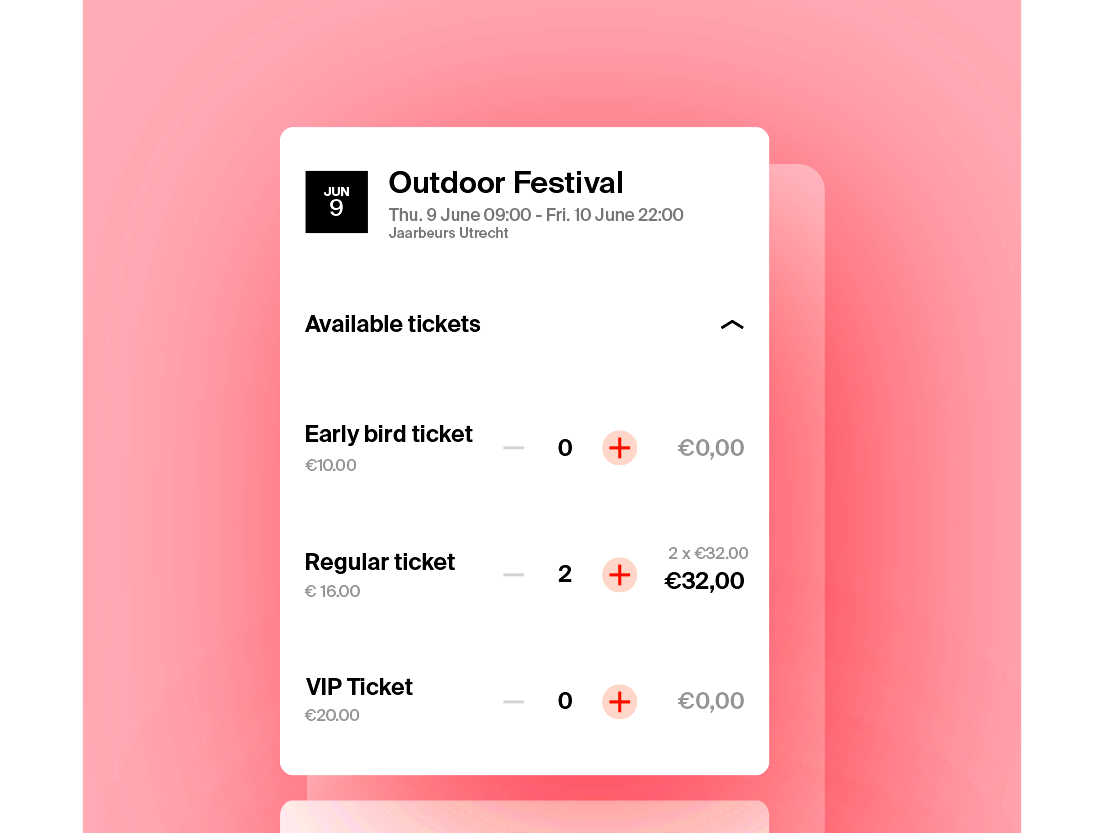 JUN
9
Outdoor Festival
Thu. 9 June 09:00 - Fri. 10 June 22:00
Jaarbeurs Utrecht
Available tickets
Early bird ticket
€10.00
0
€0,00
Regular ticket
€ 16.00
2
2 x €32.00
€32,00
VIP Ticket
€20.00
0
€0,00